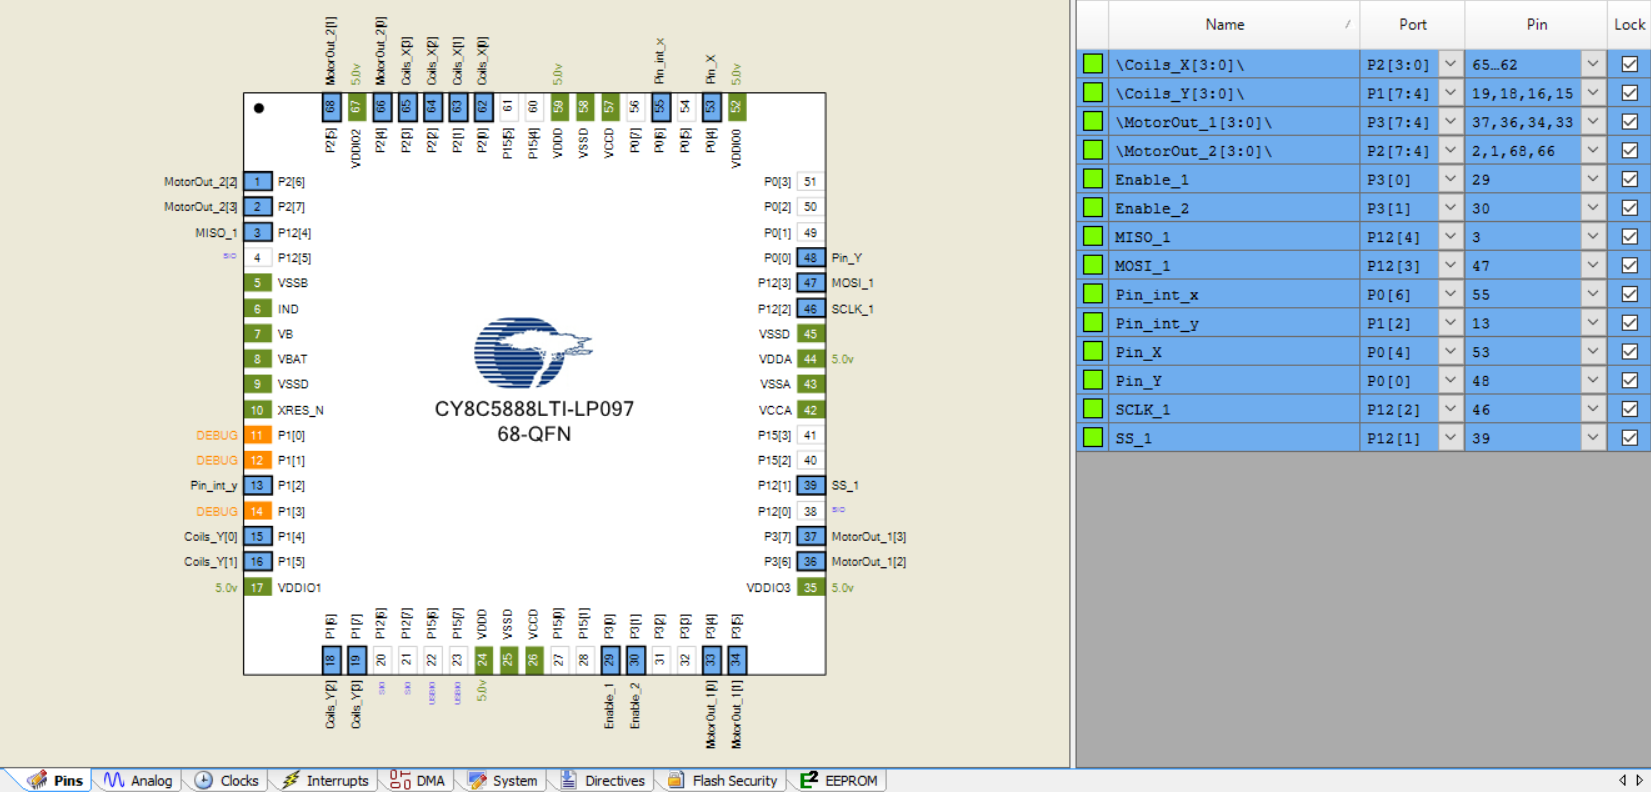 MotorOut_2[1]
5.0v
MotorOut_2[0]
Coils_X[3]
Coils_X[2]
Coils_X[1]
Coils_X[0]
5.0v
Pin_int_x
Pin_X
5.0v
68 67 66 65 64 63 62 61 60 59 58 57 56 55 54 53 52
P2[5]
VDDIO2
P2[4]
P2[3]
P2[2]
P2[1]
P2[0]
P15[5]
P15[4]
VDDD
VSSD
VCCD
P0[7]
P0[6]
P0[5]
P0[4]
VDDIO0
MotorOut_2[2] 1 P2[6]
MotorOut_2[3] 2 P2[7]
MISO_1 3 P12[4]
SIO 4 P12[5]
5 VSSB
6 IND
7 VB
8 VBAT
9 VSSD
10 XRES_N
DEBUG 11 P1[0]
DEBUG 12 P1[1]
Pin_int_y 13 P1[2]
DEBUG 14 P1[3]
Coils_Y[0] 15 P1[4]
Coils_Y[1] 16 P1[5]
5.0v 17 VDDIO1
CY8C5888LTI-LP097
68-QFN
P0[3] 51
P0[2] 50
P0[1] 49
P0[0] 48 Pin_Y
P12[3] 47 MOSI_1
P12[2] 46 SCLK_1
VSSD 45
VDDA 44 5.0v
VSSA 43
VCCA 42
P15[3] 41
P15[2] 40
P12[1] 39 SS_1
P12[0] 38 SIO
P3[7] 37 MotorOut_1[3]
P3[6] 36 MotorOut_1[2]
VDDIO3 35 5.0v
P1[6]
P1[7]
P12[6]
P12[7]
P15[6]
P15[7]
VDDD
VSSD
VCCD
P15[0]
P15[1]
P3[0]
P3[1]
P3[2]
P3[3]
P3[4]
P3[5]
18 19 20 21 22 23 24 25 26 27 28 29 30 31 32 33 34
Coils_Y[2]
Coils_Y[3]
SIO
SIO
USBIO
USBIO
5.0v
Enable_1
Enable_2
MotorOut_1[0]
MotorOut_1[1]
Name / Port Pin Lock
\Coils_X[3:0]\ P2[3:0] 65…62
\Coils_Y[3:0]\ P1[7:4] 19,18,16,15
\MotorOut_1[3:0]\ P3[7:4] 37,36,34,33
\MotorOut_2[3:0]\ P2[7:4] 2,1,68,66
Enable_1 P3[0] 29
Enable_2 P3[1] 30
MISO_1 P12[4] 3
MOSI_1 P12[3] 47
Pin_int_x P0[6] 55
Pin_int_y P1[2] 13
Pin_X P0[4] 53
Pin_Y P0[0] 48
SCLK_1 P12[2] 46
SS_1 P12[1] 39
Pins Analog Clocks Interrupts DMA System Directives Flash Security EEPROM